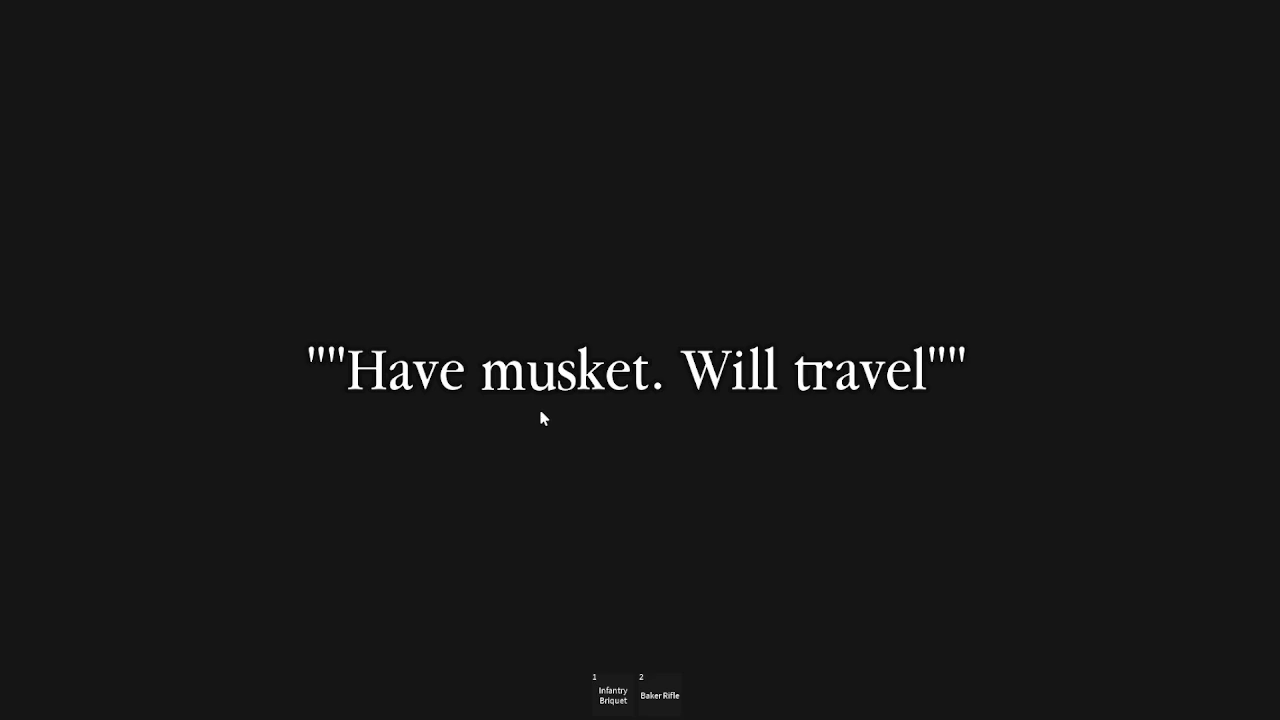 ""Have musket. Will travel""
1
Infantry
Briquet
2
Baker Rifle